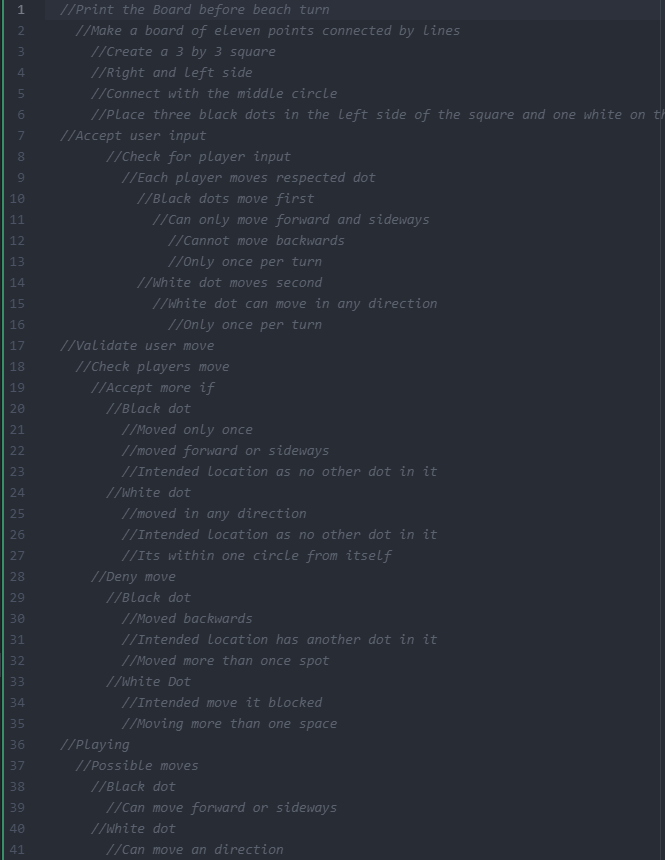 1 //Print the Board before beach turn
2 //Make a board of eleven points connected by lines
3 //Create a 3 by 3 square
4 //Right and left side
5 //Connect with the middle circle
6 //Place three black dots in the left side of the square and one white on th
7 //Accept user input
8 //Check for player input
9 //Each player moves respected dot
10 //Black dots move first
11 //Can only move forward and sideways
12 //Cannot move backwards
13 //Only once per turn
14 //White dot moves second
15 //White dot can move in any direction
16 //Only once per turn
17 //Validate user move
18 //Check players move
19 //Accept more if
20 //Black dot
21 //Moved only once
22 //moved forward or sideways
23 //Intended location as no other dot in it
24 //White dot
25 //moved in any direction
26 //Intended location as no other dot in it
27 //Its within one circle from itself
28 //Deny move
29 //Black dot
30 //Moved backwards
31 //Intended location has another dot in it
32 //Moved more than once spot
33 //White Dot
34 //Intended move it blocked
35 //Moving more than one space
36 //Playing
37 //Possible moves
38 //Black dot
39 //Can move forward or sideways
40 //White dot
41 //Can move an direction